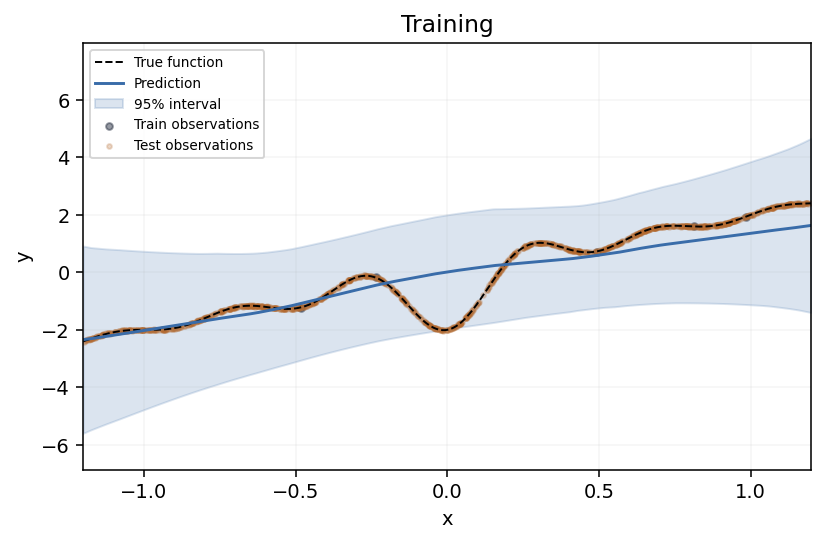 Training
True function
Prediction
95% interval
Train observations
Test observations
6
4
2
0
−2
−4
−6
y
−1.0 −0.5 0.0 0.5 1.0
x